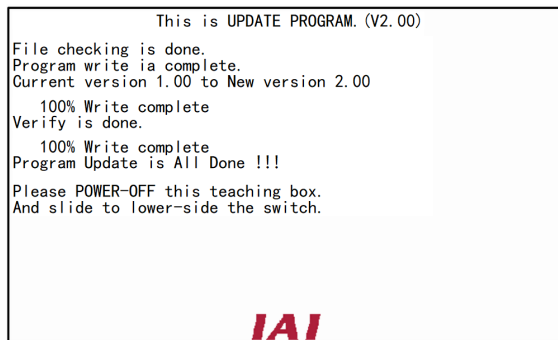 This is UPDATE PROGRAM. (V2.00)
File checking is done.
Program write ia complete.
Current version 1.00 to New version 2.00
100% Write complete
Verify is done.
100% Write complete
Program Update is All Done !!!
Please POWER-OFF this teaching box.
And slide to lower-side the switch.
IAI